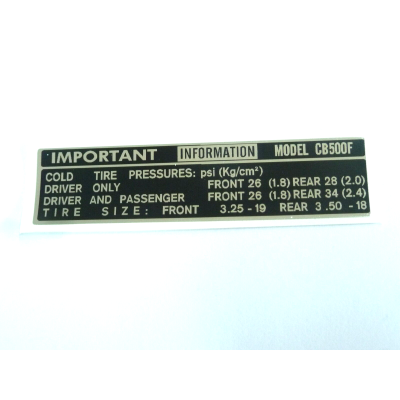 IMPORTANT INFORMATION MODEL CB500F
COLD TIRE PRESSURES: psi (Kg/cm²)
DRIVER ONLY FRONT 26 (1.8) REAR 28 (2.0)
DRIVER AND PASSENGER FRONT 26 (1.8) REAR 34 (2.4)
TIRE SIZE: FRONT 3.25 - 19 REAR 3.50 - 18